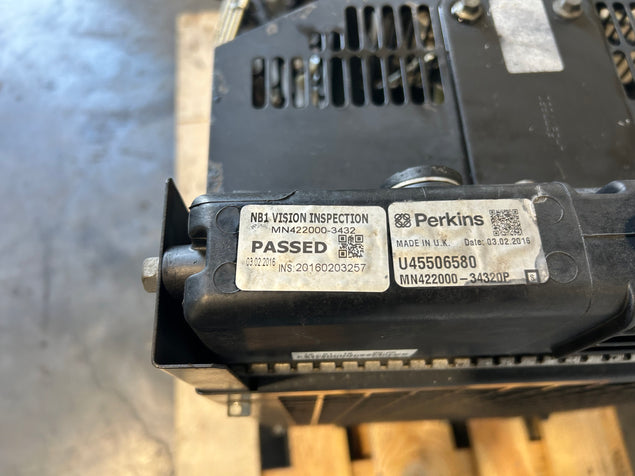 NB1 VISION INSPECTION
MN422000-3432
PASSED
03.02.2016
INS: 20160203257
Perkins
MADE IN U.K. Date: 03.02.2016
U45506580
MN422000-34320P